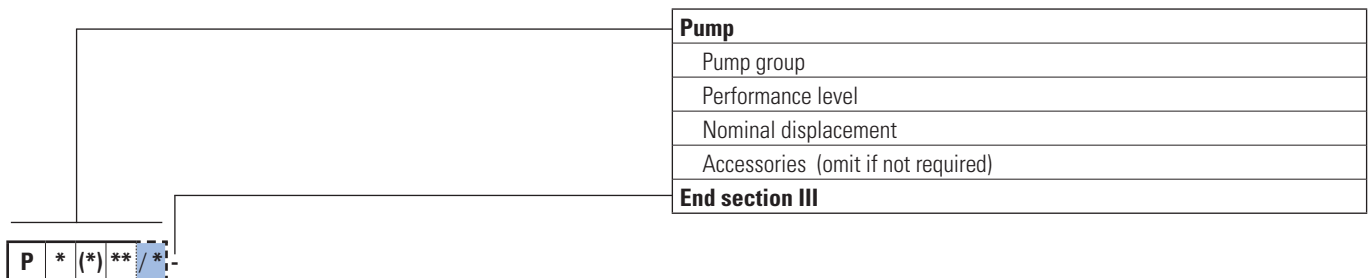 Pump
Pump group
Performance level
Nominal displacement
Accessories (omit if not required)
End section III
P * (*) ** / * -